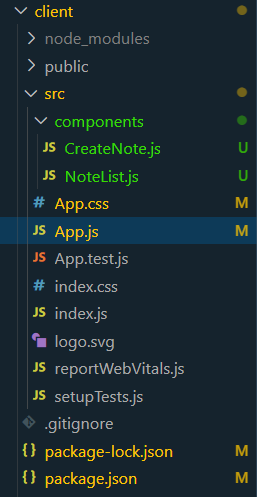 client
node_modules
public
src
components
JS CreateNote.js U
JS NoteList.js U
# App.css M
JS App.js M
JS App.test.js
# index.css
JS index.js
logo.svg
JS reportWebVitals.js
JS setupTests.js
.gitignore
{} package-lock.json M
{} package.json M